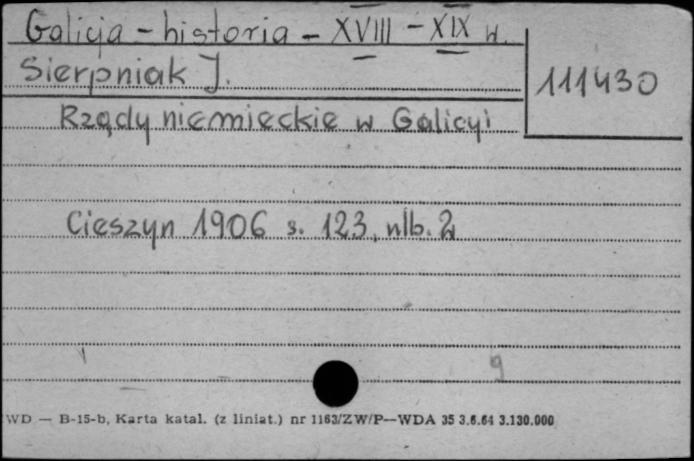 Galicja - historia - XVIII - XIX w.
Sierpniak J.
111430
Rządy niemieckie w Galicyi
Cieszyn 1906 s. 123, nlb. 2
9
WD — B-15-b, Karta katal. (z liniat.) nr 1163/ZW/P—WDA 35 3.6.64 3.130.000